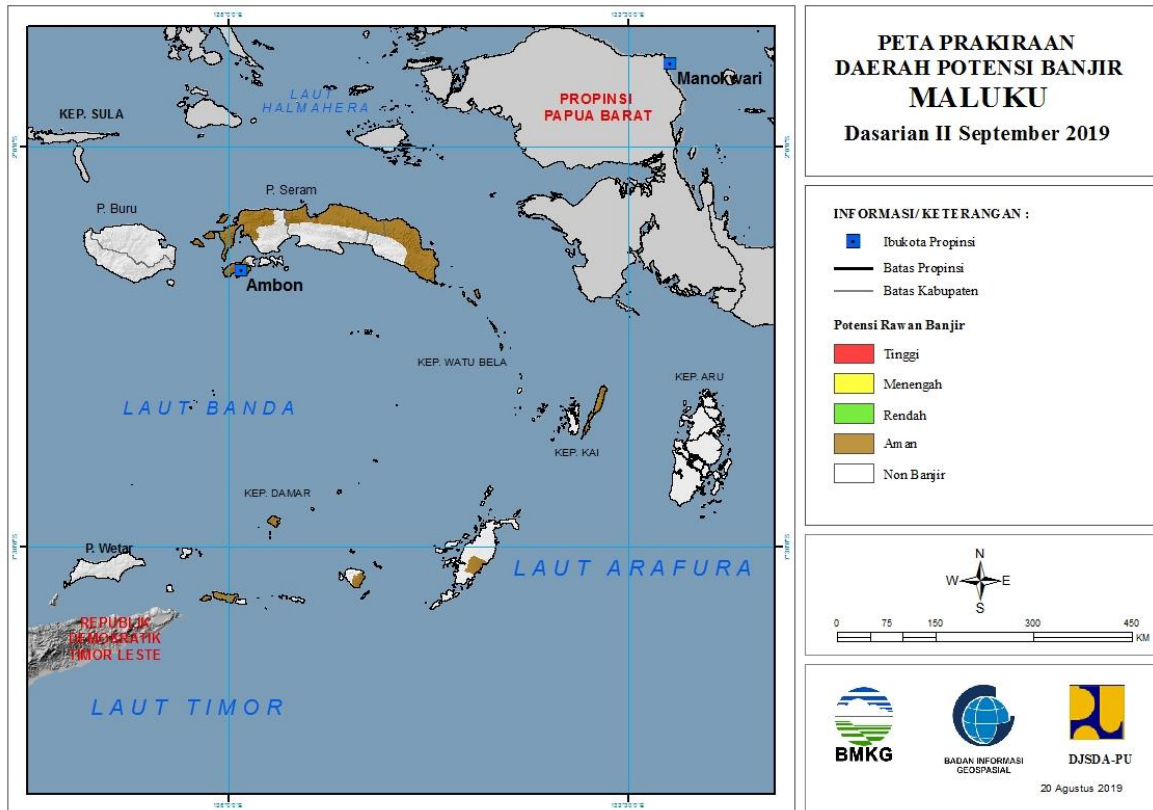 PETA PRAKIRAAN
DAERAH POTENSI BANJIR
MALUKU
Dasarian II September 2019
INFORMASI/ KETERANGAN :
Ibukota Propinsi
Batas Propinsi
Batas Kabupaten
Potensi Rawan Banjir
Tinggi
Menengah
Rendah
Aman
Non Banjir
N
W E
S
0 75 150 300 450
KM
BMKG
BADAN INFORMASI
GEOSPASIAL
DJSDA-PU
20 Agustus 2019
Manokwari
LAUT
HALMAHERA
PROPINSI
PAPUA BARAT
KEP. SULA
P. Seram
P. Buru
Ambon
KEP. WATU BELA
KEP. ARU
LAUT BANDA
KEP. KAI
KEP. DAMAR
P. Wetar
LAUT ARAFURA
REPUBLIK
DEMOKRATIK
TIMOR LESTE
LAUT TIMOR